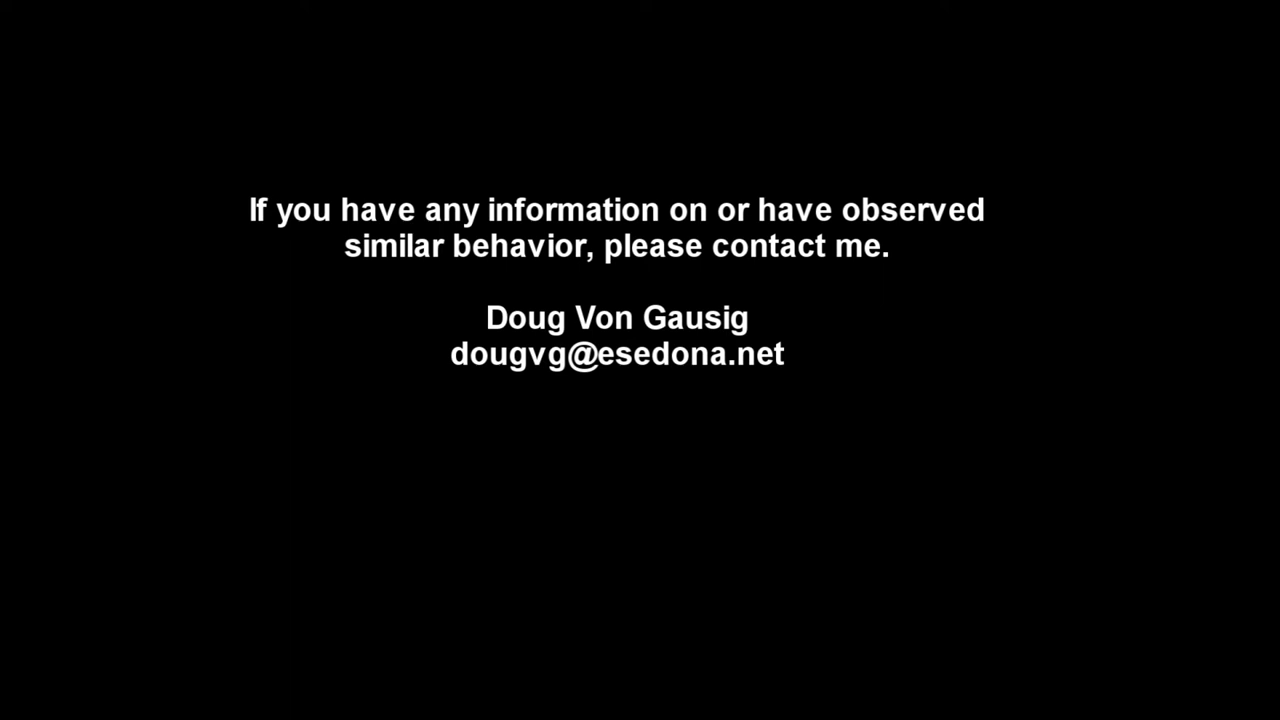 If you have any information on or have observed
similar behavior, please contact me.
Doug Von Gausig
dougvg@esedona.net